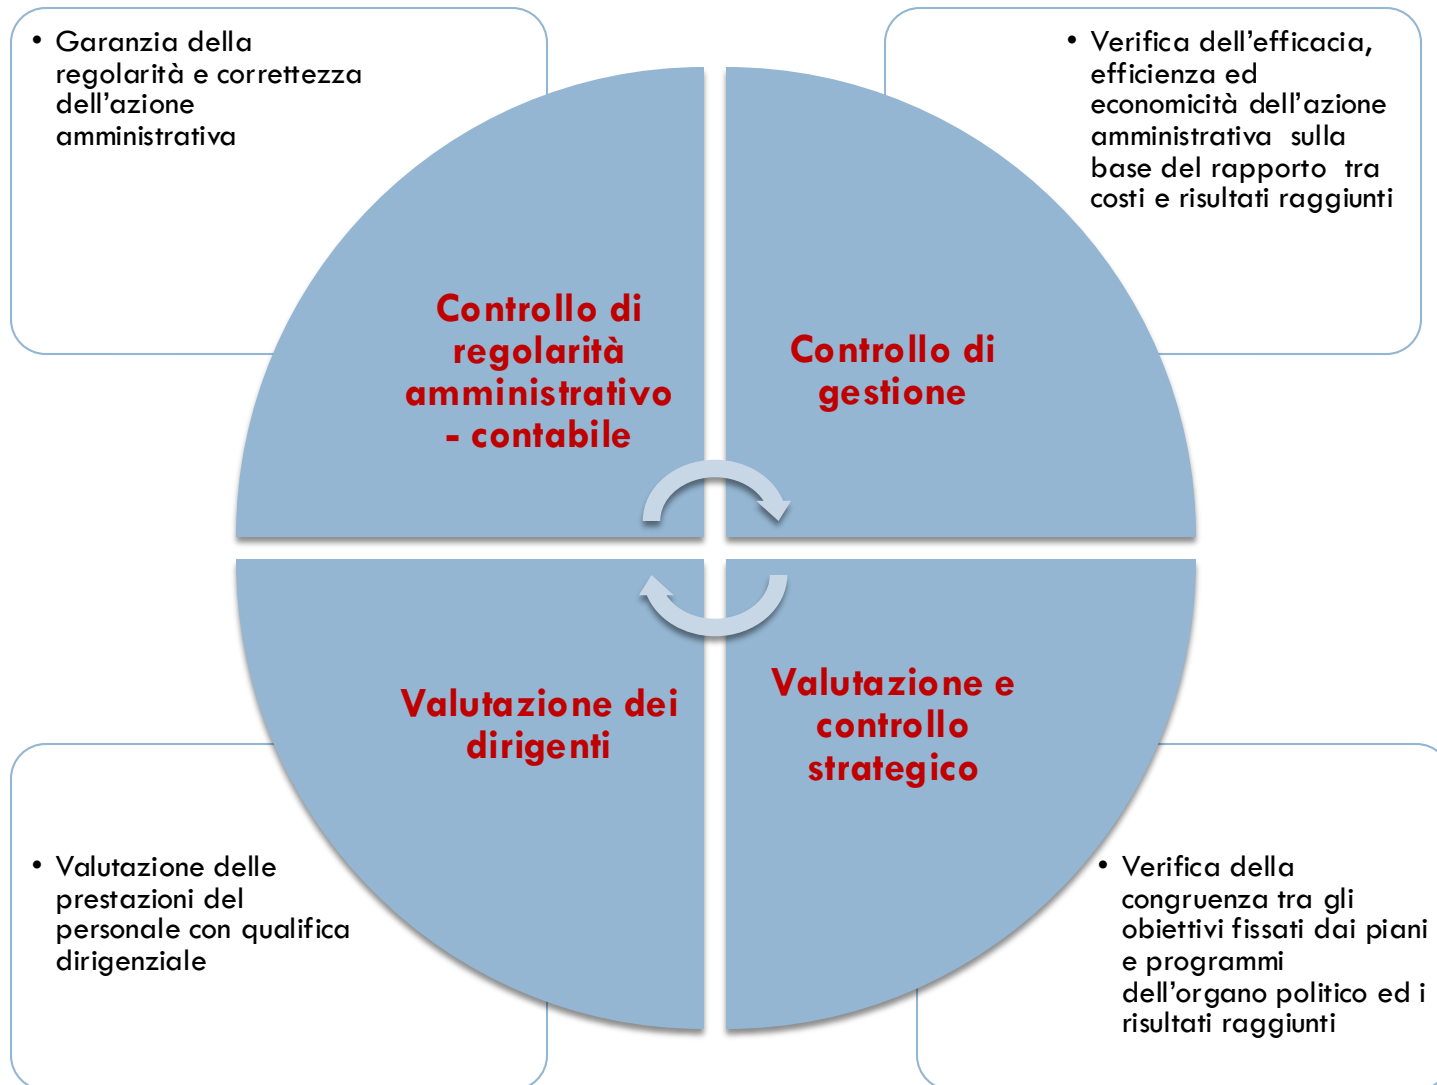 • Garanzia della
regolarità e correttezza
dell’azione
amministrativa
• Verifica dell’efficacia,
efficienza ed
economicità dell’azione
amministrativa sulla
base del rapporto tra
costi e risultati raggiunti
Controllo di
regolarità
amministrativo
- contabile
Controllo di
gestione
Valutazione dei
dirigenti
Valutazione e
controllo
strategico
• Valutazione delle
prestazioni del
personale con qualifica
dirigenziale
• Verifica della
congruenza tra gli
obiettivi fissati dai piani
e programmi
dell’organo politico ed i
risultati raggiunti